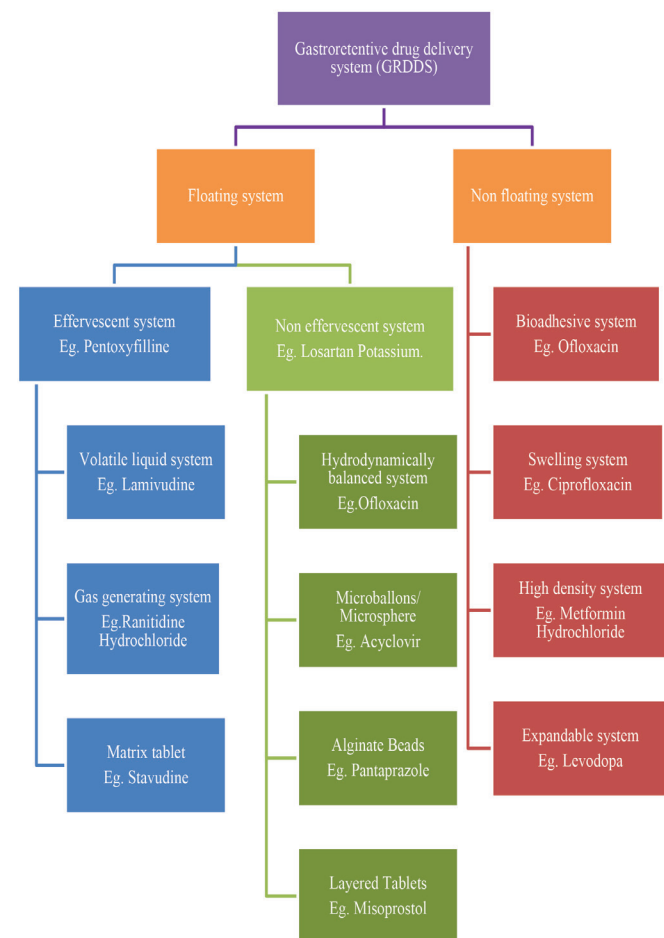 Gastroretentive drug delivery
system (GRDDS)
Floating system
Non floating system
Effervescent system
Eg. Pentoxyfilline
Volatile liquid system
Eg. Lamivudine
Gas generating system
Eg.Ranitidine
Hydrochloride
Matrix tablet
Eg. Stavudine
Non effervescent system
Eg. Losartan Potassium.
Hydrodynamically
balanced system
Eg.Ofloxacin
Microballons/
Microsphere
Eg. Acyclovir
Alginate Beads
Eg. Pantaprazole
Layered Tablets
Eg. Misoprostol
Bioadhesive system
Eg. Ofloxacin
Swelling system
Eg. Ciprofloxacin
High density system
Eg. Metformin
Hydrochloride
Expandable system
Eg. Levodopa